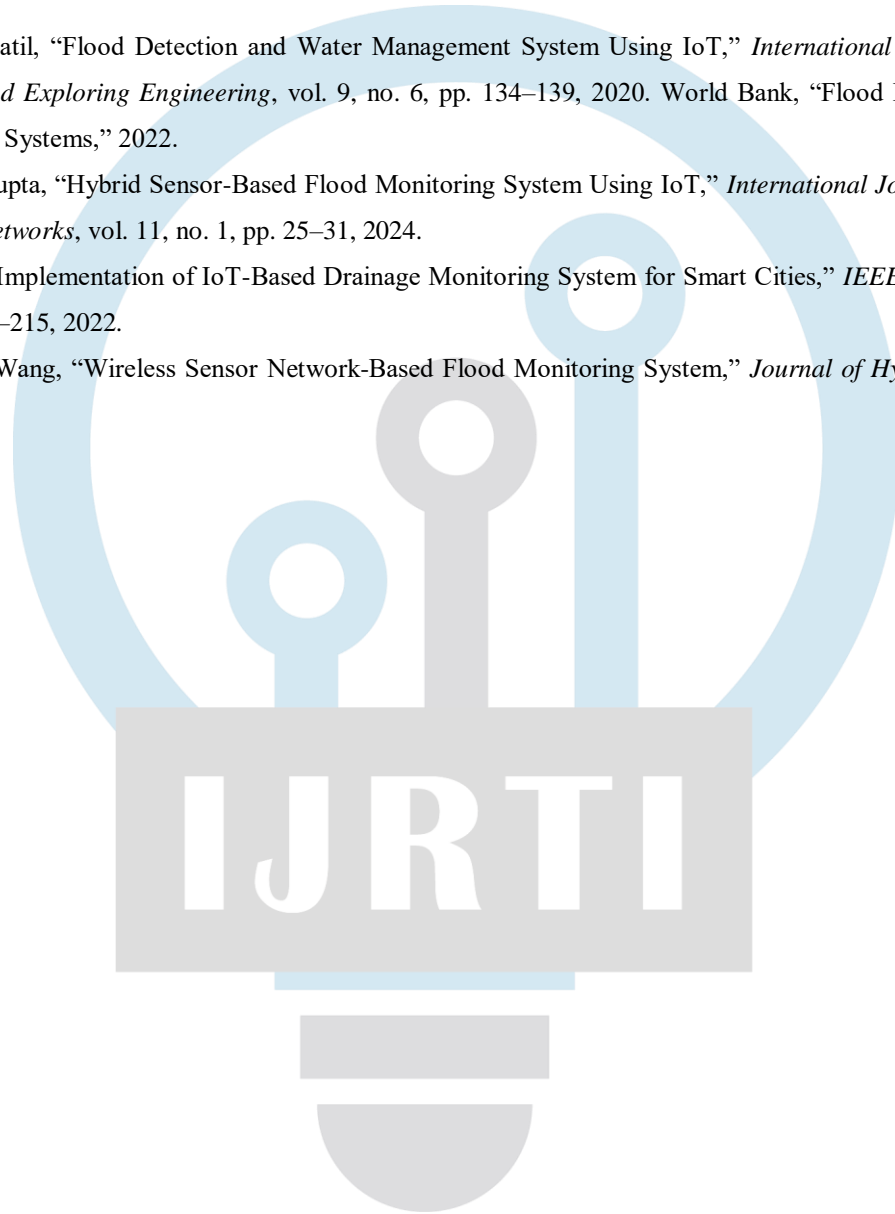 atil, “Flood Detection and Water Management System Using IoT,” International
d Exploring Engineering, vol. 9, no. 6, pp. 134–139, 2020. World Bank, “Flood
Systems,” 2022.
upta, “Hybrid Sensor-Based Flood Monitoring System Using IoT,” International Jo
etworks, vol. 11, no. 1, pp. 25–31, 2024.
Implementation of IoT-Based Drainage Monitoring System for Smart Cities,” IEEE
–215, 2022.
Wang, “Wireless Sensor Network-Based Flood Monitoring System,” Journal of Hy
IJRTI